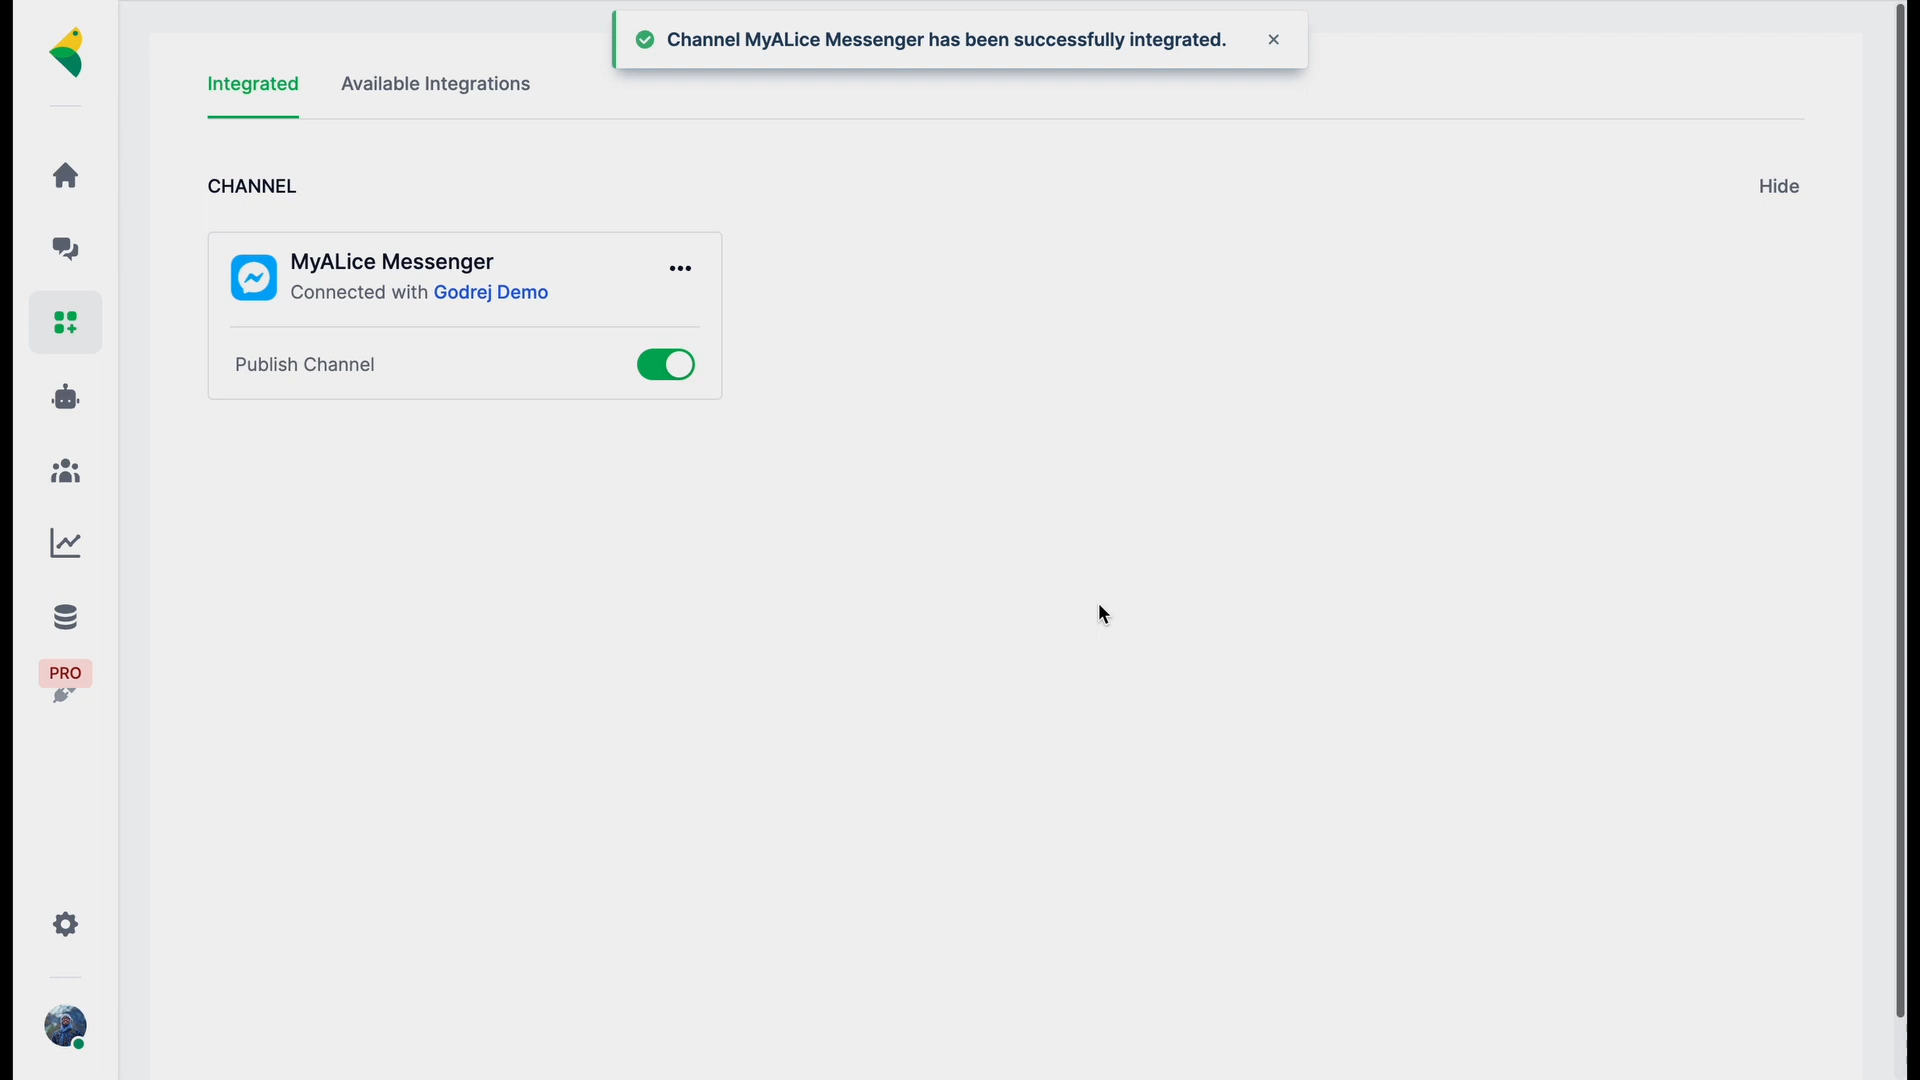 Channel MyALice Messenger has been successfully integrated.
Integrated
Available Integrations
CHANNEL
Hide
MyALice Messenger
Connected with Godrej Demo
Publish Channel
PRO